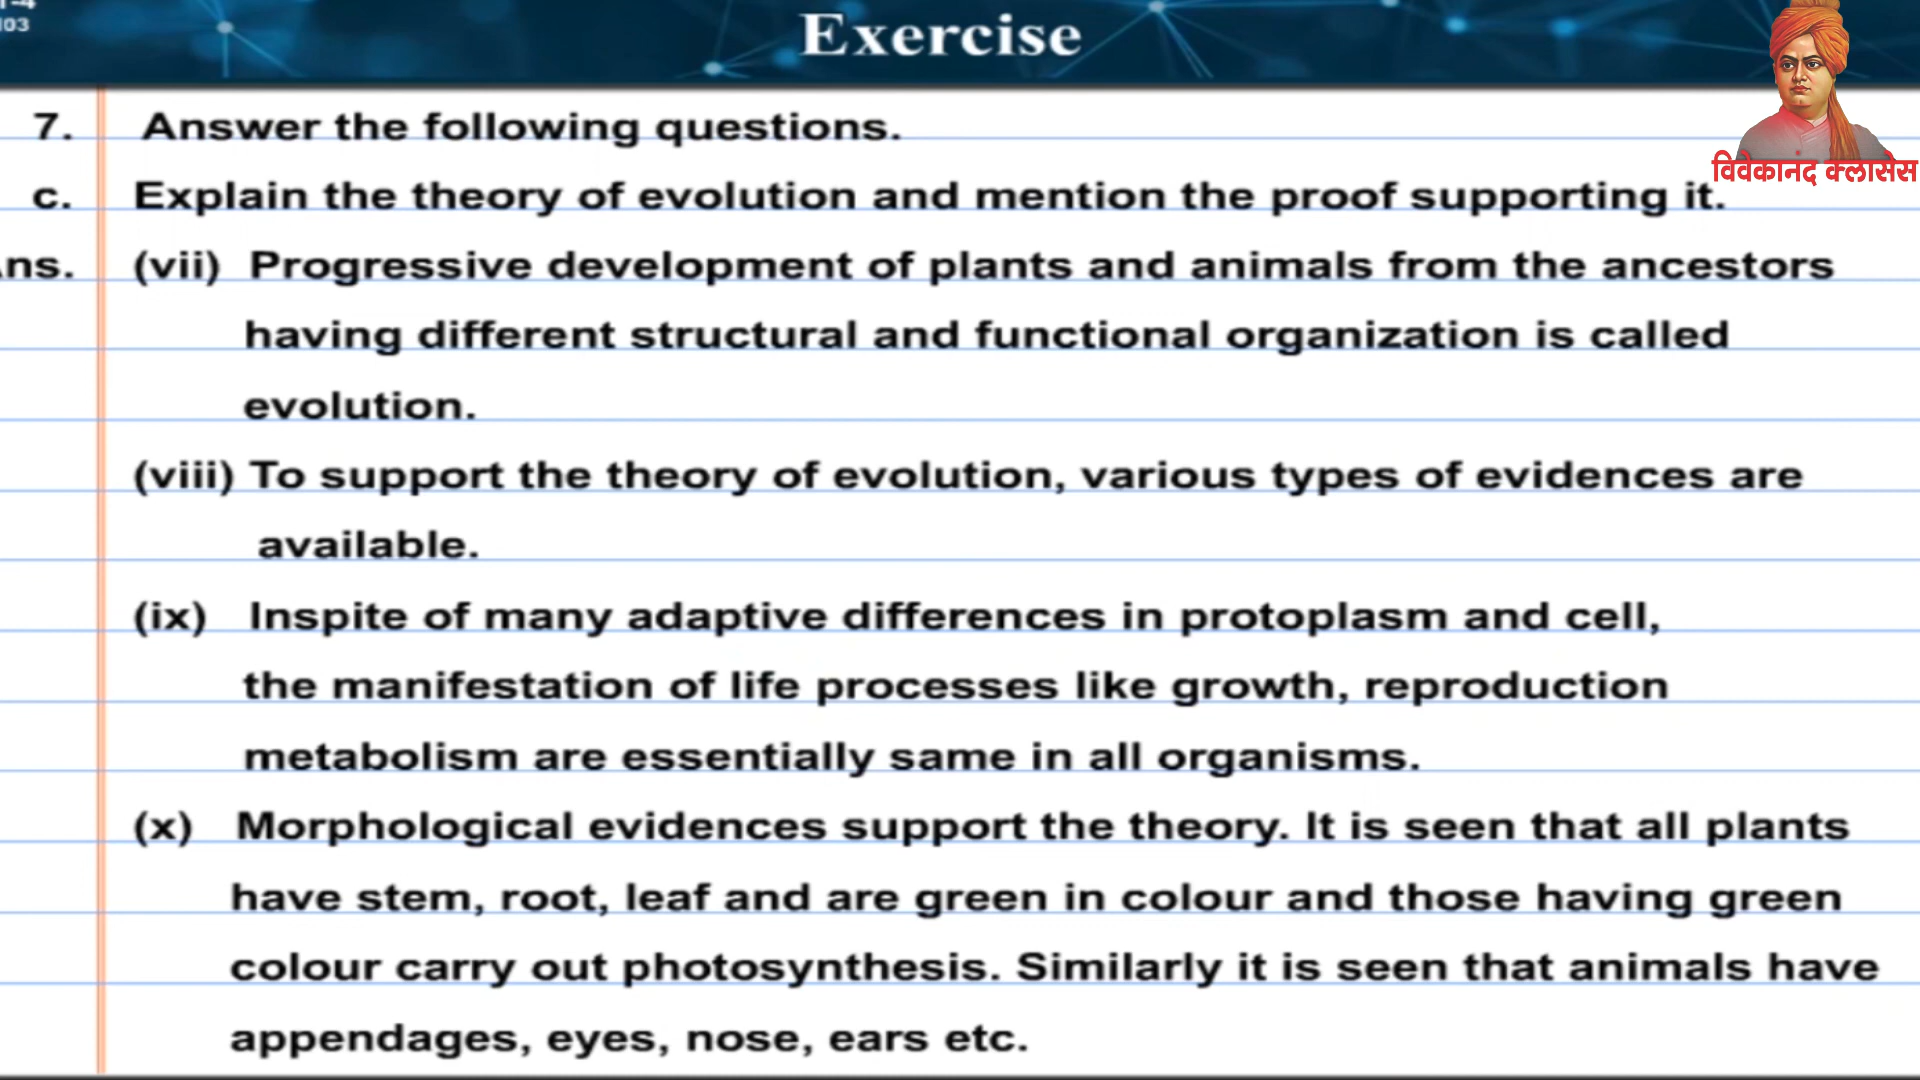 Exercise
विवेकानंद क्लासेस
7. Answer the following questions.
c. Explain the theory of evolution and mention the proof supporting it.
ns. (vii) Progressive development of plants and animals from the ancestors
having different structural and functional organization is called
evolution.
(viii) To support the theory of evolution, various types of evidences are
available.
(ix) Inspite of many adaptive differences in protoplasm and cell,
the manifestation of life processes like growth, reproduction
metabolism are essentially same in all organisms.
(x) Morphological evidences support the theory. It is seen that all plants
have stem, root, leaf and are green in colour and those having green
colour carry out photosynthesis. Similarly it is seen that animals have
appendages, eyes, nose, ears etc.